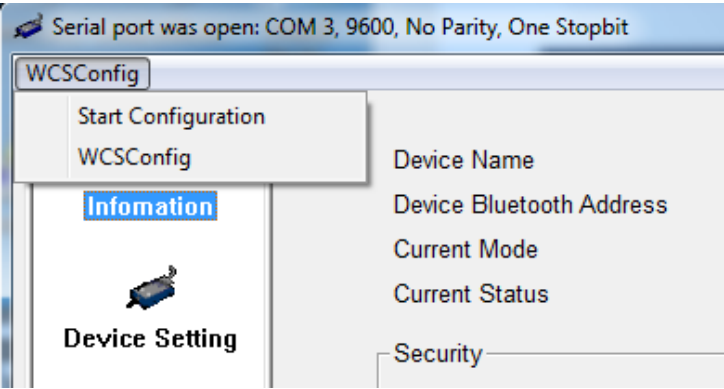 Serial port was open: COM 3, 9600, No Parity, One Stopbit
WCSConfig
Start Configuration
WCSConfig
Infomation
Device Setting
Device Name
Device Bluetooth Address
Current Mode
Current Status
Security